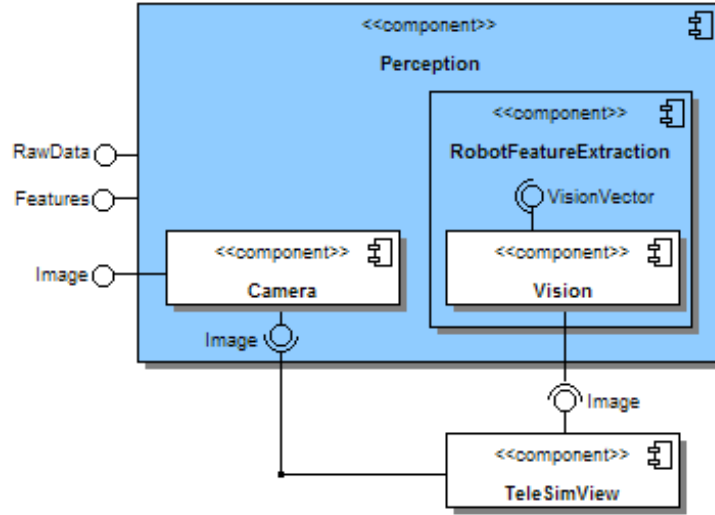 <<component>>
Perception
<<component>>
RobotFeatureExtraction
RawData
Features
VisionVector
<<component>>
Camera
<<component>>
Vision
Image
Image
Image
<<component>>
TeleSimView